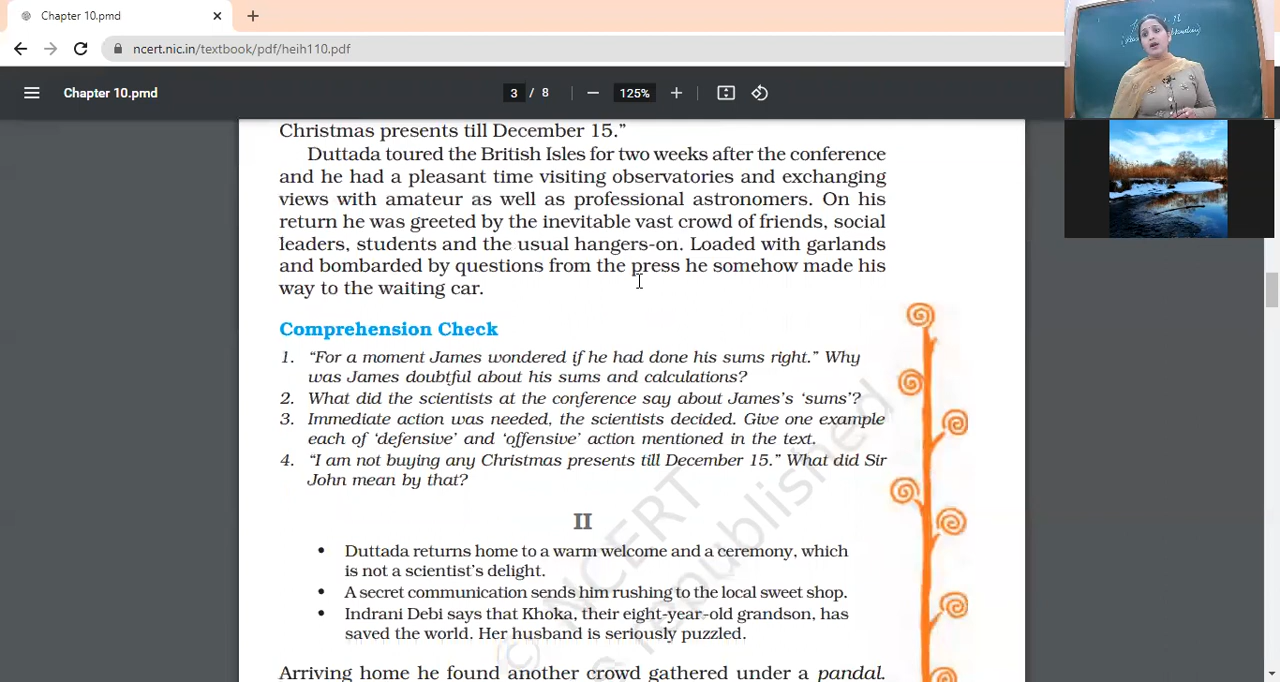 Chapter 10.pmd
ncert.nic.in/textbook/pdf/heih110.pdf
Chapter 10.pmd
3 / 8
125%
Christmas presents till December 15.”
Duttada toured the British Isles for two weeks after the conference
and he had a pleasant time visiting observatories and exchanging
views with amateur as well as professional astronomers. On his
return he was greeted by the inevitable vast crowd of friends, social
leaders, students and the usual hangers-on. Loaded with garlands
and bombarded by questions from the press he somehow made his
way to the waiting car.
Comprehension Check
1. “For a moment James wondered if he had done his sums right.” Why
was James doubtful about his sums and calculations?
2. What did the scientists at the conference say about James’s ‘sums’?
3. Immediate action was needed, the scientists decided. Give one example
each of ‘defensive’ and ‘offensive’ action mentioned in the text.
4. “I am not buying any Christmas presents till December 15.” What did Sir
John mean by that?
II
• Duttada returns home to a warm welcome and a ceremony, which
is not a scientist’s delight.
• A secret communication sends him rushing to the local sweet shop.
• Indrani Debi says that Khoka, their eight-year-old grandson, has
saved the world. Her husband is seriously puzzled.
Arriving home he found another crowd gathered under a pandal.
© NCERT
republished